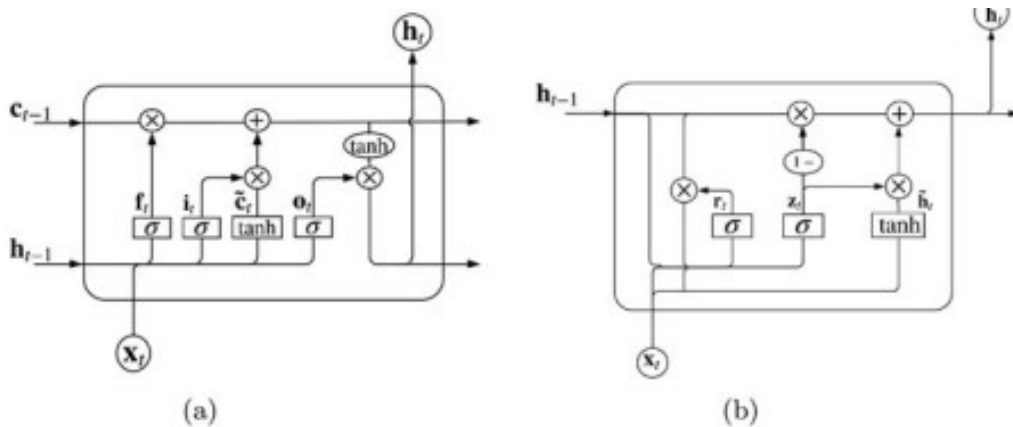 h_t
c_{t-1}
× +
tanh
× ×
f_t i_t c̃_t o_t
σ σ tanh σ
h_{t-1}
x_t
(a)
h_t
h_{t-1}
× +
1 −
× ×
r_t z_t h̃_t
σ σ tanh
x_t
(b)